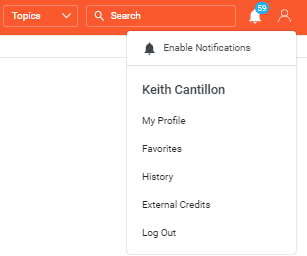 Topics
Search
59
Enable Notifications
Keith Cantillon
My Profile
Favorites
History
External Credits
Log Out